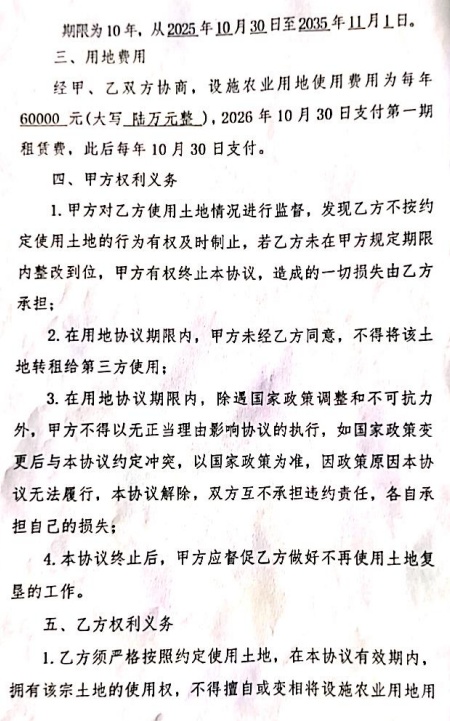 期限为10年，从2025年10月30日至2035年11月1日。
三、用地费用
经甲、乙双方协商，设施农业用地使用费用为每年
60000 元(大写 陆万元整 )，2026年10月30日支付第一期
租赁费，此后每年10月30日支付。
四、甲方权利义务
1.甲方对乙方使用土地情况进行监督，发现乙方不按约
定使用土地的行为有权及时制止，若乙方未在甲方规定期限
内整改到位，甲方有权终止本协议，造成的一切损失由乙方
承担；
2.在用地协议期限内，甲方未经乙方同意，不得将该土
地转租给第三方使用；
3.在用地协议期限内，除遇国家政策调整和不可抗力
外，甲方不得以无正当理由影响协议的执行，如国家政策变
更后与本协议约定冲突，以国家政策为准，因政策原因本协
议无法履行，本协议解除，双方互不承担违约责任，各自承
担自己的损失；
4.本协议终止后，甲方应督促乙方做好不再使用土地复
垦的工作。
五、乙方权利义务
1.乙方须严格按照约定使用土地，在本协议有效期内，
拥有该宗土地的使用权，不得擅自或变相将设施农业用地用